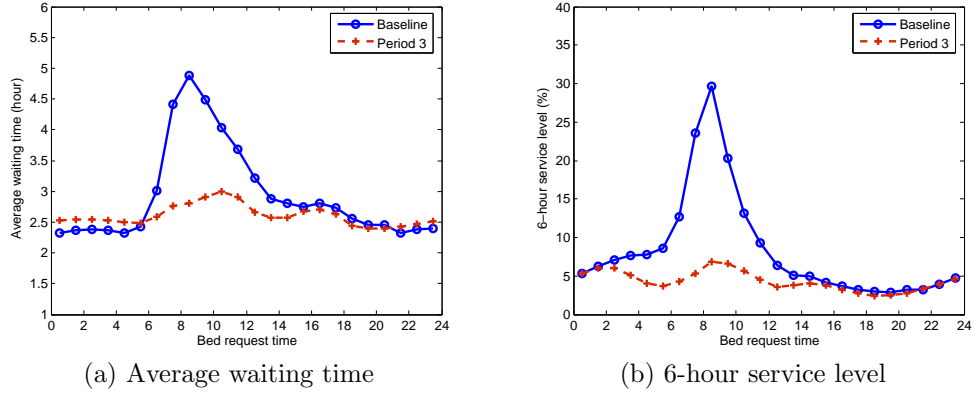 6
5.5
5
4.5
4
3.5
3
2.5
2
1.5
1
Average waiting time (hour)
0 2 4 6 8 10 12 14 16 18 20 22 24
Bed request time
Baseline
Period 3
(a) Average waiting time
40
35
30
25
20
15
10
5
0
6−hour service level (%)
0 2 4 6 8 10 12 14 16 18 20 22 24
Bed request time
Baseline
Period 3
(b) 6-hour service level